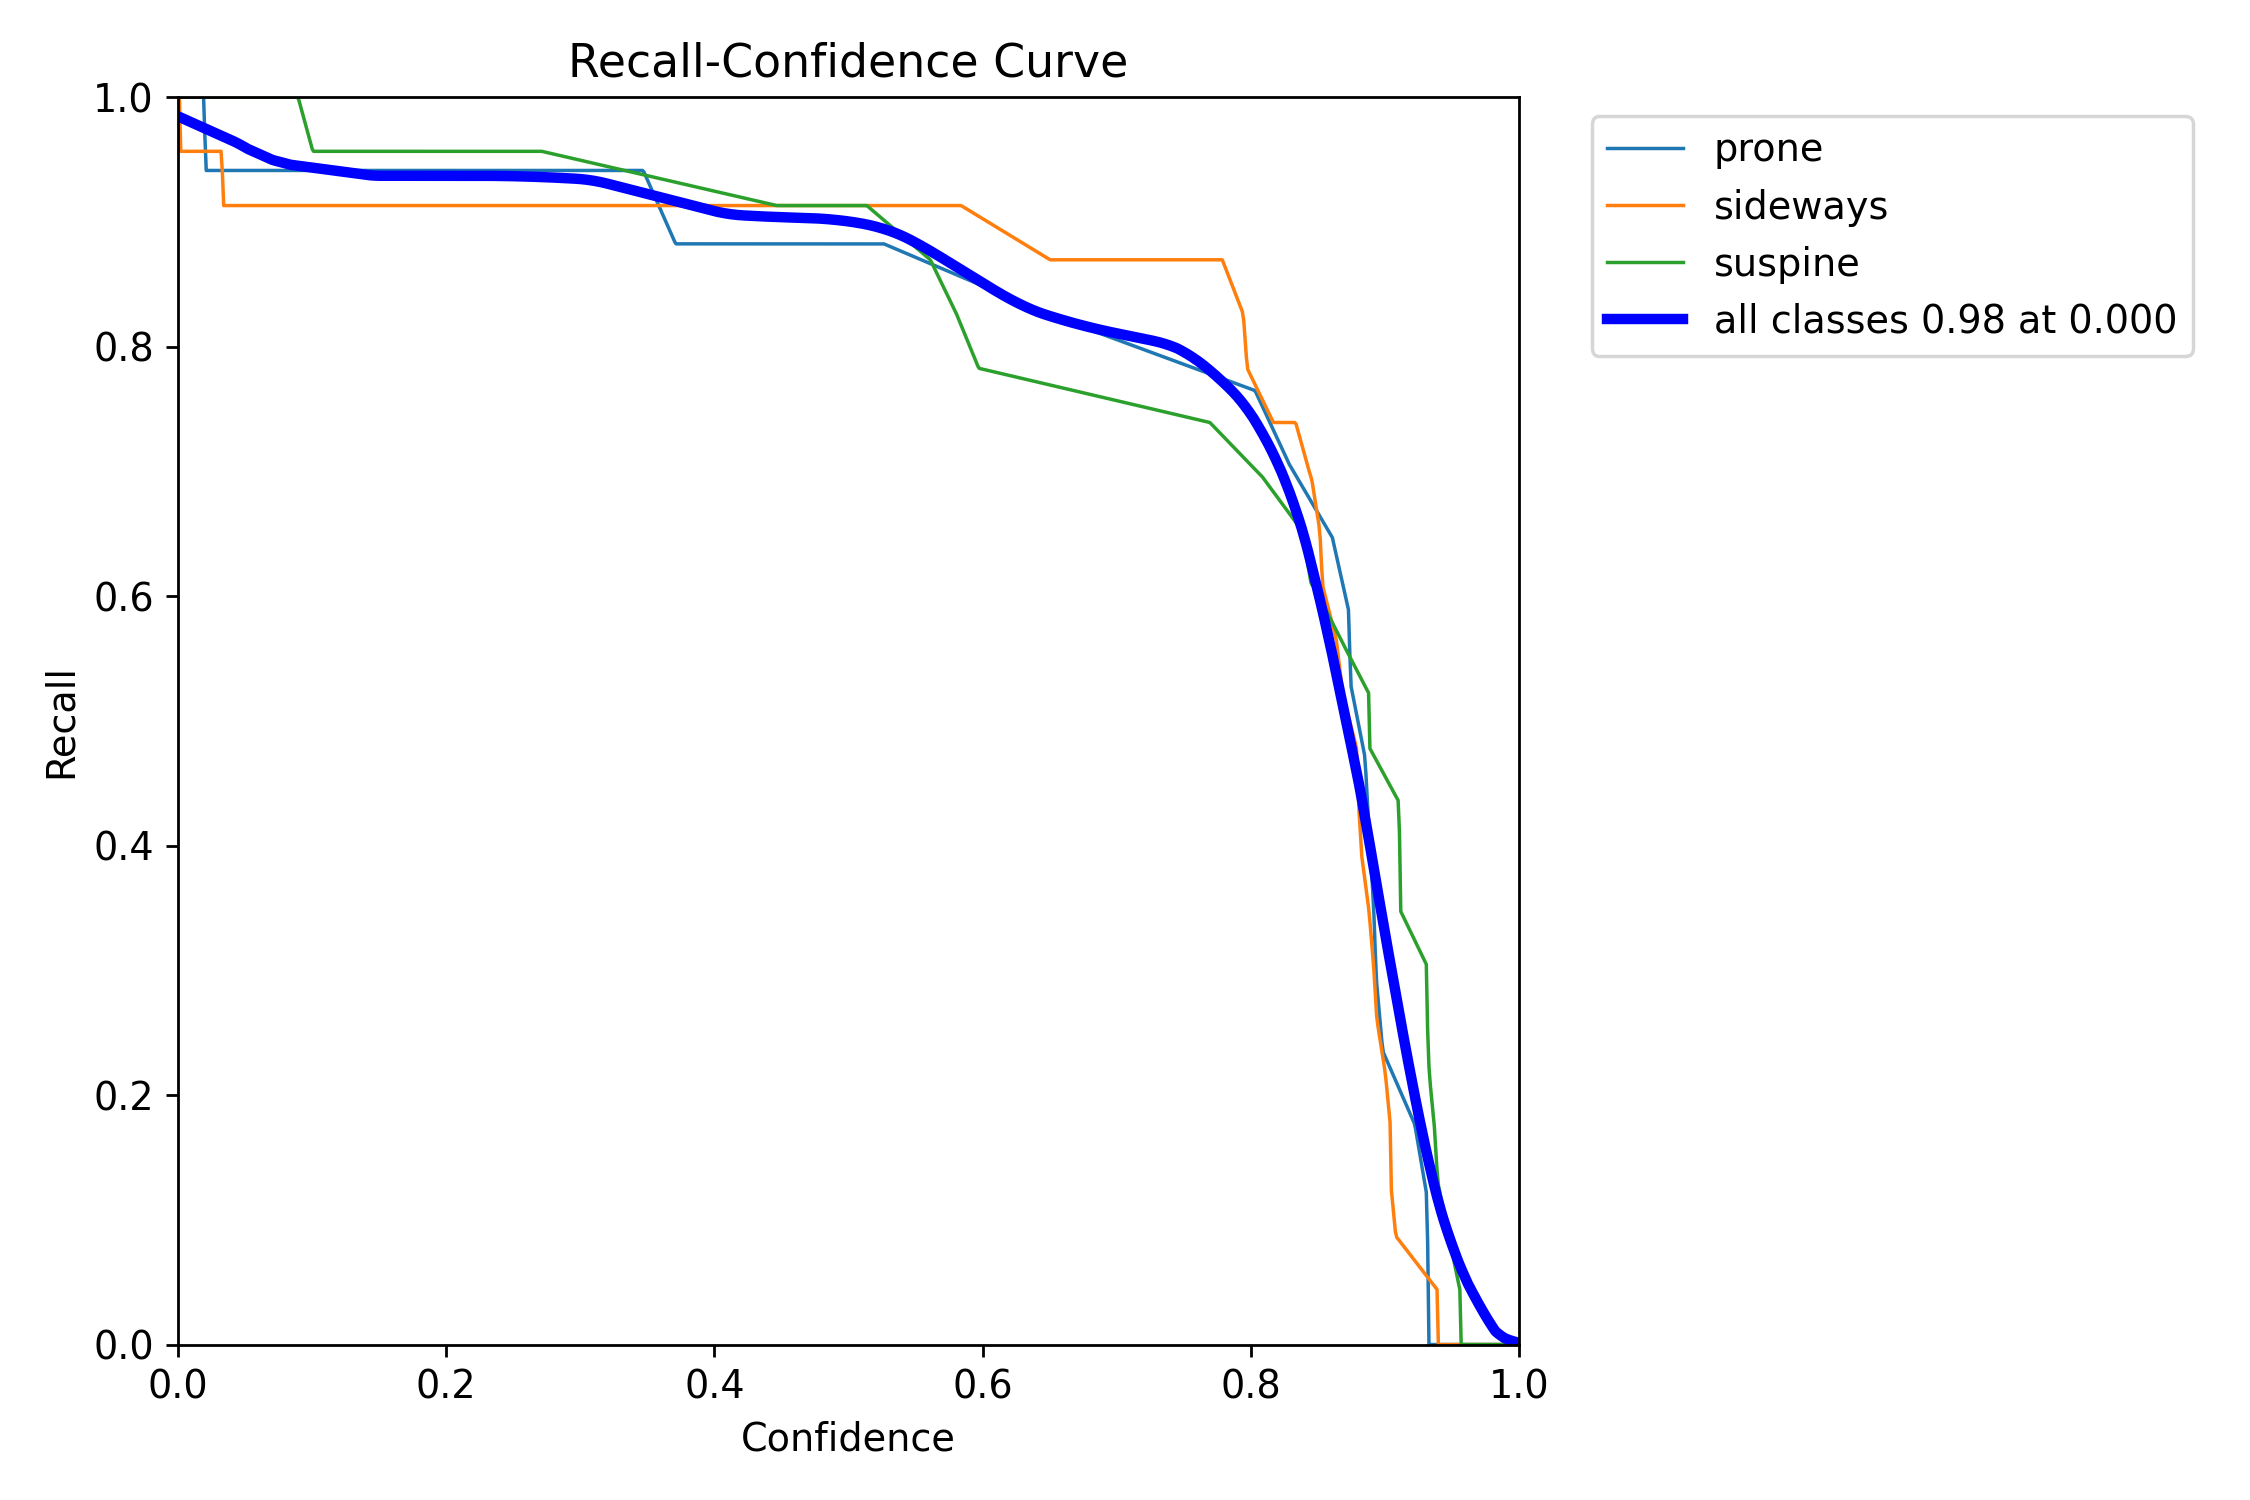 Recall-Confidence Curve
1.0
0.8
0.6
0.4
0.2
0.0
Recall
0.0 0.2 0.4 0.6 0.8 1.0
Confidence
prone
sideways
suspine
all classes 0.98 at 0.000